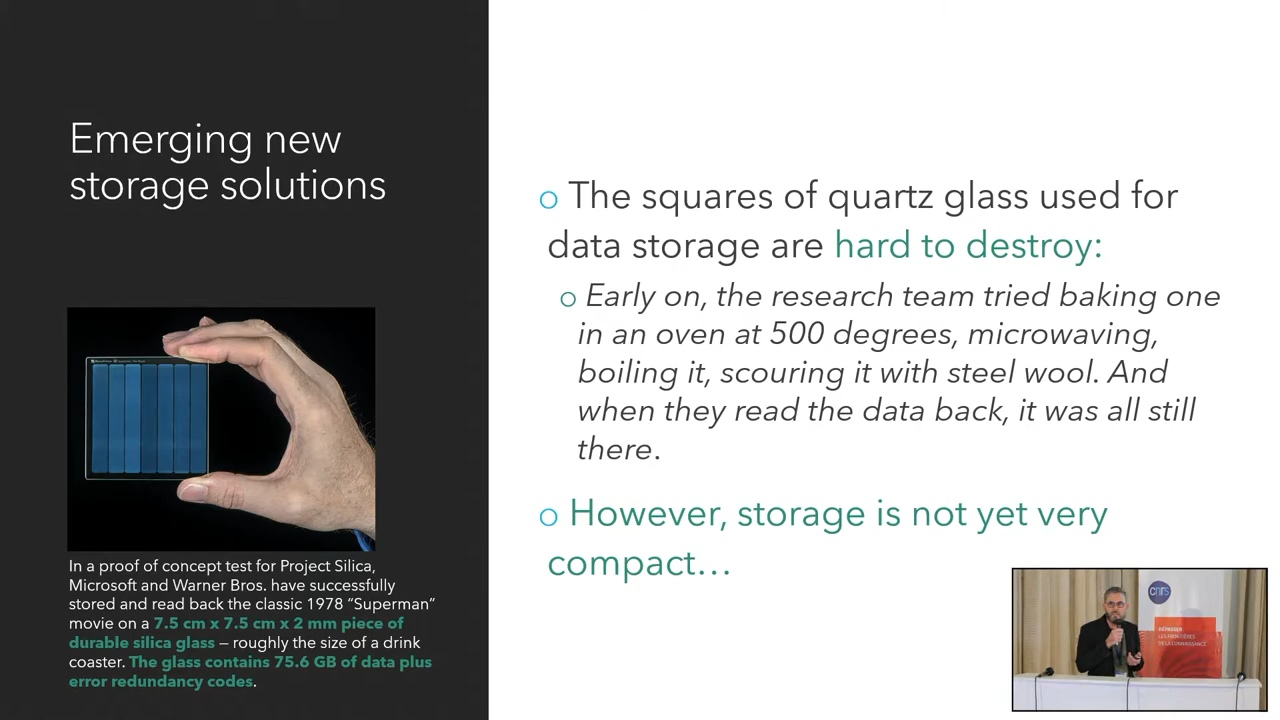 Emerging new
storage solutions
In a proof of concept test for Project Silica,
Microsoft and Warner Bros. have successfully
stored and read back the classic 1978 “Superman”
movie on a 7.5 cm x 7.5 cm x 2 mm piece of
durable silica glass – roughly the size of a drink
coaster. The glass contains 75.6 GB of data plus
error redundancy codes.
o The squares of quartz glass used for
data storage are hard to destroy:
o Early on, the research team tried baking one
in an oven at 500 degrees, microwaving,
boiling it, scouring it with steel wool. And
when they read the data back, it was all still
there.
o However, storage is not yet very
compact…
cnrs
DÉPASSER
LES FRONTIÈRES
DE LA CONNAISSANCE